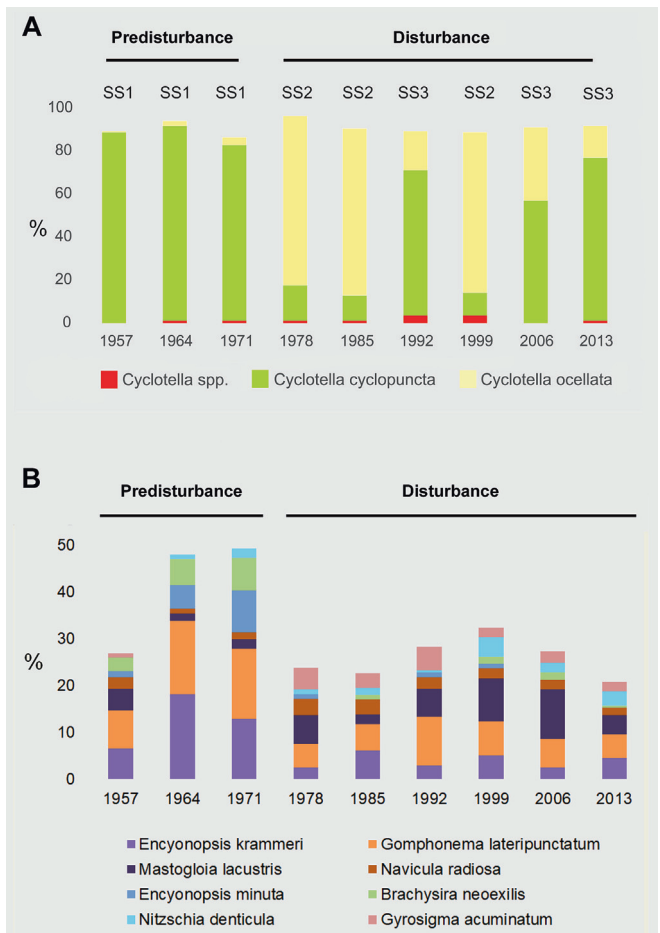 A
Predisturbance Disturbance
SS1 SS1 SS1 SS2 SS2 SS3 SS2 SS3 SS3
100
80
60
%
40
20
0
1957 1964 1971 1978 1985 1992 1999 2006 2013
Cyclotella spp. Cyclotella cyclopuncta Cyclotella ocellata
B
Predisturbance Disturbance
50
40
30
%
20
10
0
1957 1964 1971 1978 1985 1992 1999 2006 2013
Encyonopsis krammeri Gomphonema lateripunctatum
Mastogloia lacustris Navicula radiosa
Encyonopsis minuta Brachysira neoexilis
Nitzschia denticula Gyrosigma acuminatum